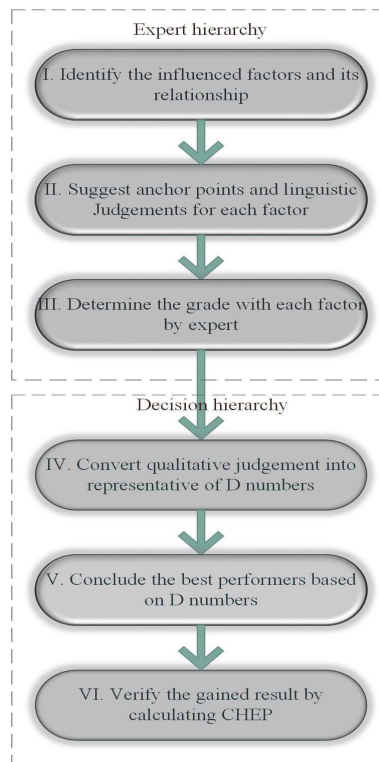 Expert hierarchy
I. Identify the influenced factors and its
relationship
II. Suggest anchor points and linguistic
Judgements for each factor
III. Determine the grade with each factor
by expert
Decision hierarchy
IV. Convert qualitative judgement into
representative of D numbers
V. Conclude the best performers based
on D numbers
VI. Verify the gained result by
calculating CHEP